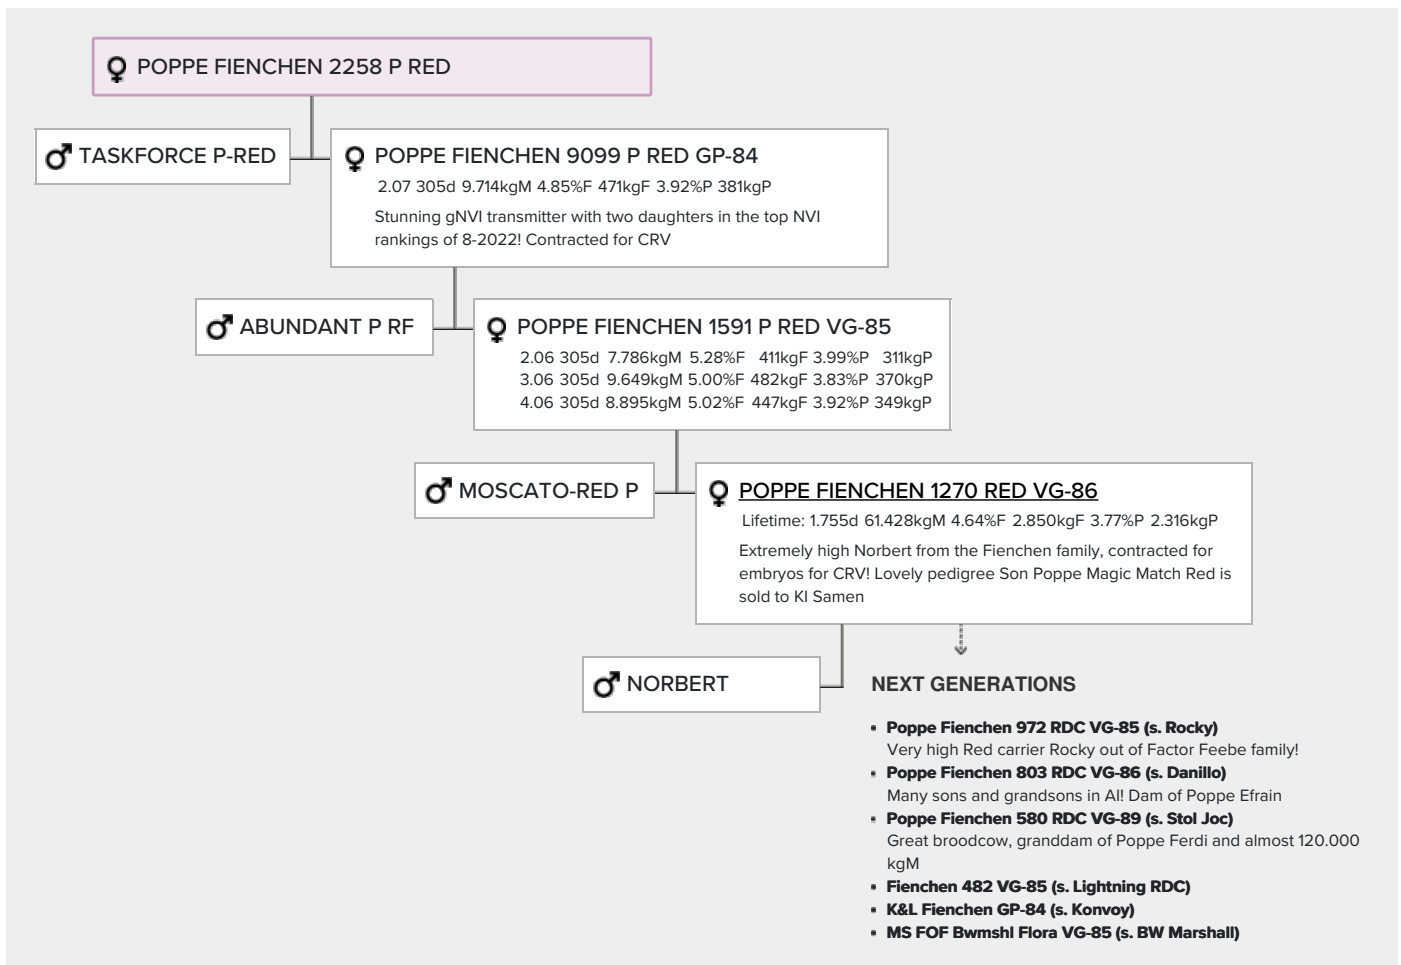 POPPE FIENCHEN 2258 P RED
TASKFORCE P-RED
POPPE FIENCHEN 9099 P RED GP-84
2.07 305d 9.714kgM 4.85%F 471kgF 3.92%P 381kgP
Stunning gNVI transmitter with two daughters in the top NVI
rankings of 8-2022! Contracted for CRV
ABUNDANT P RF
POPPE FIENCHEN 1591 P RED VG-85
2.06 305d 7.786kgM 5.28%F 411kgF 3.99%P 311kgP
3.06 305d 9.649kgM 5.00%F 482kgF 3.83%P 370kgP
4.06 305d 8.895kgM 5.02%F 447kgF 3.92%P 349kgP
MOSCATO-RED P
POPPE FIENCHEN 1270 RED VG-86
Lifetime: 1.755d 61.428kgM 4.64%F 2.850kgF 3.77%P 2.316kgP
Extremely high Norbert from the Fienchen family, contracted for
embryos for CRV! Lovely pedigree Son Poppe Magic Match Red is
sold to KI Samen
NORBERT
NEXT GENERATIONS
• Poppe Fienchen 972 RDC VG-85 (s. Rocky)
Very high Red carrier Rocky out of Factor Feebe family!
• Poppe Fienchen 803 RDC VG-86 (s. Danillo)
Many sons and grandsons in AI! Dam of Poppe Efrain
• Poppe Fienchen 580 RDC VG-89 (s. Stol Joc)
Great broodcow, granddam of Poppe Ferdi and almost 120.000
kgM
• Fienchen 482 VG-85 (s. Lightning RDC)
• K&L Fienchen GP-84 (s. Konvoy)
• MS FOF Bwmshl Flora VG-85 (s. BW Marshall)